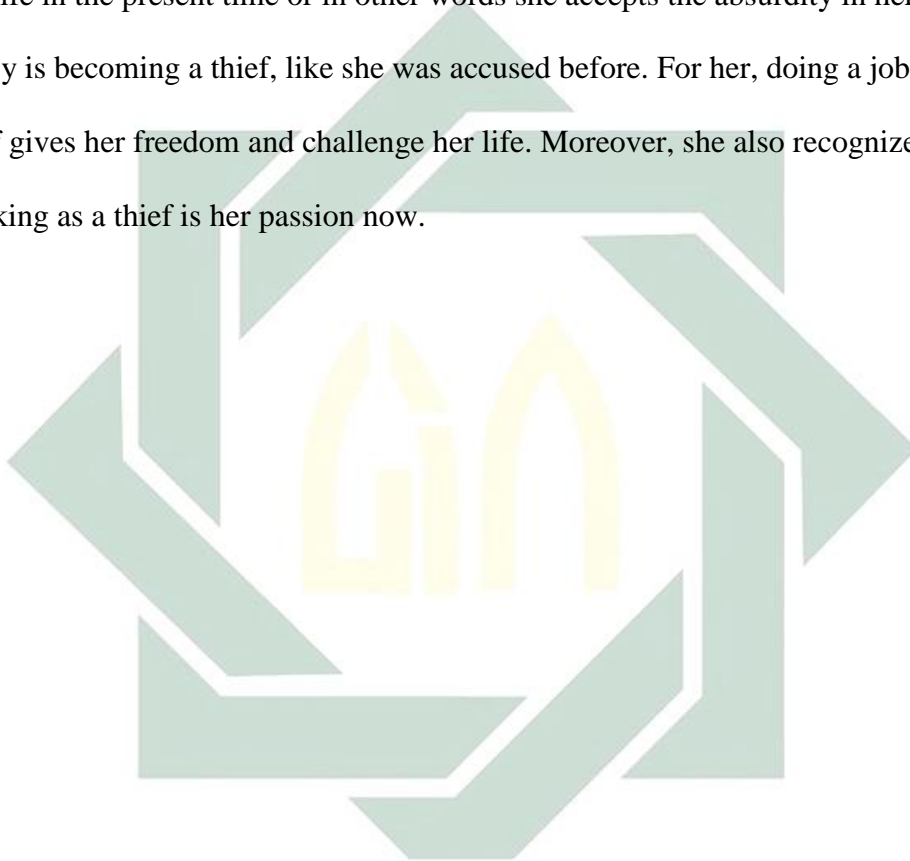 life in the present time or in other words she accepts the absurdity in her
y is becoming a thief, like she was accused before. For her, doing a job
f gives her freedom and challenge her life. Moreover, she also recognize
king as a thief is her passion now.